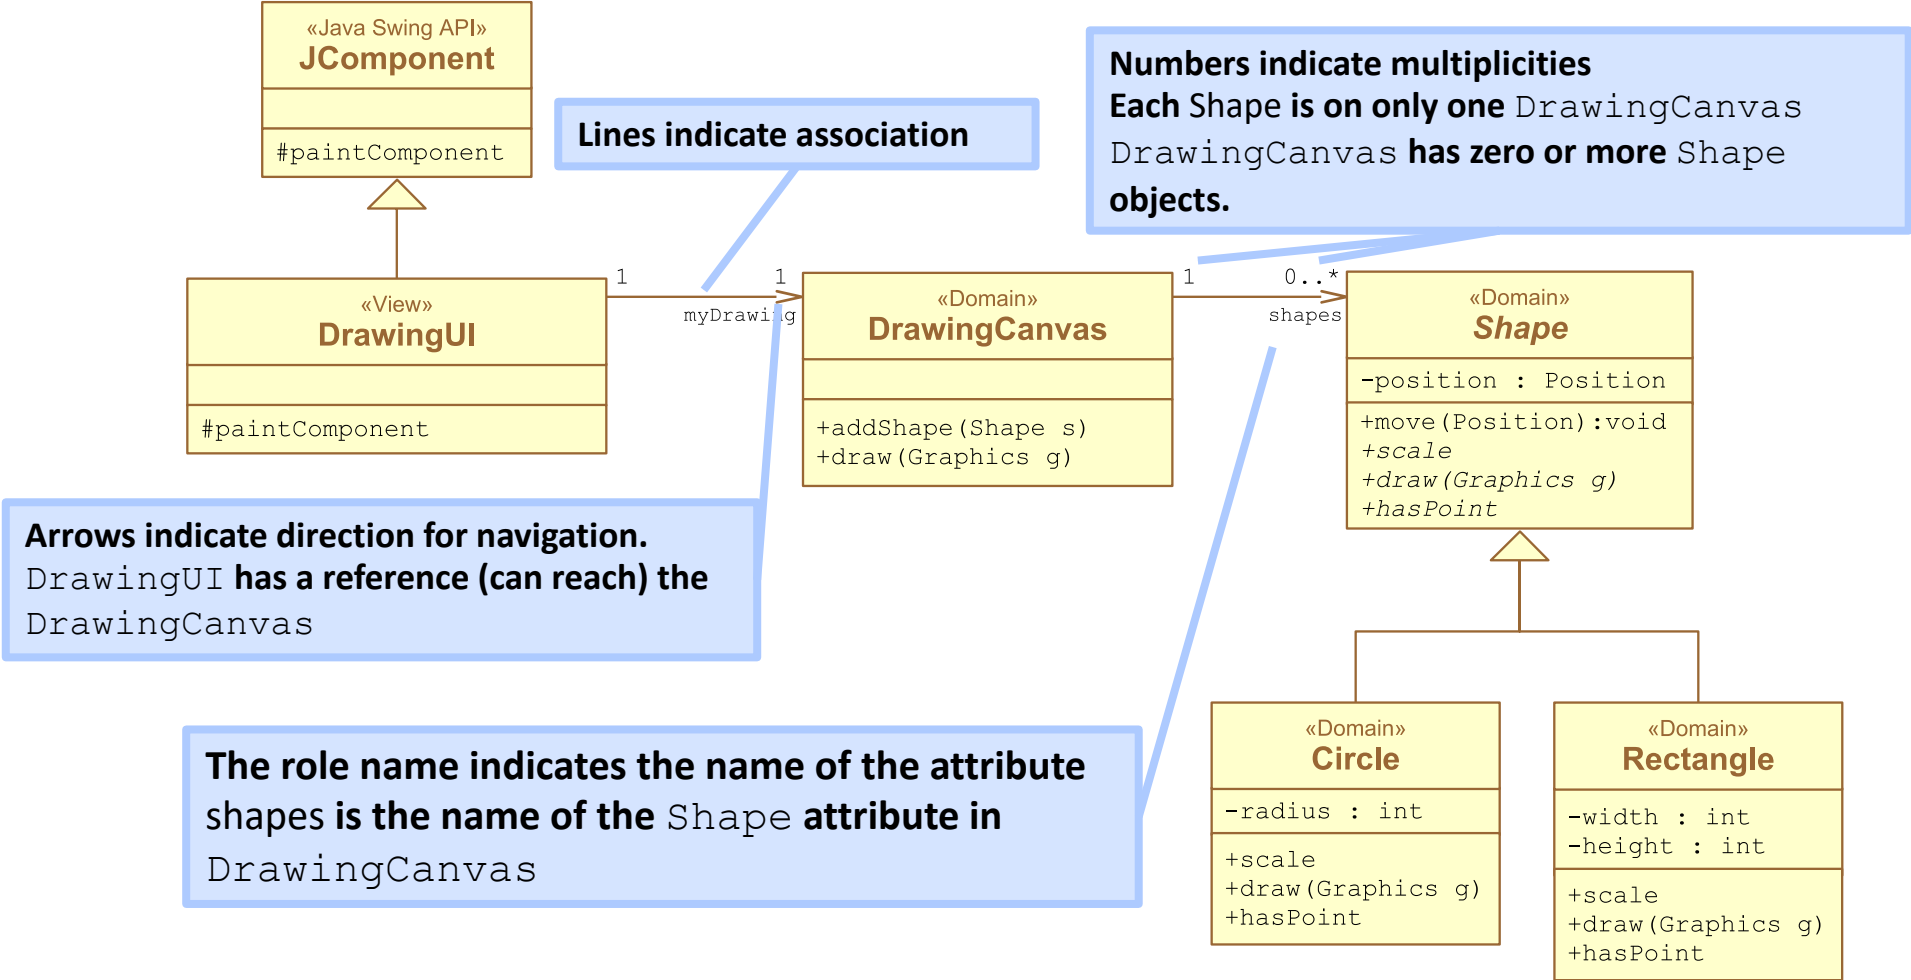 «Java Swing API»
JComponent
#paintComponent
Lines indicate association
Numbers indicate multiplicities
Each Shape is on only one DrawingCanvas
DrawingCanvas has zero or more Shape
objects.
1
1
myDrawing
1
0..*
shapes
«View»
DrawingUI
#paintComponent
«Domain»
DrawingCanvas
+addShape(Shape s)
+draw(Graphics g)
«Domain»
Shape
-position : Position
+move(Position):void
+scale
+draw(Graphics g)
+hasPoint
Arrows indicate direction for navigation.
DrawingUI has a reference (can reach) the
DrawingCanvas
The role name indicates the name of the attribute
shapes is the name of the Shape attribute in
DrawingCanvas
«Domain»
Circle
-radius : int
+scale
+draw(Graphics g)
+hasPoint
«Domain»
Rectangle
-width : int
-height : int
+scale
+draw(Graphics g)
+hasPoint